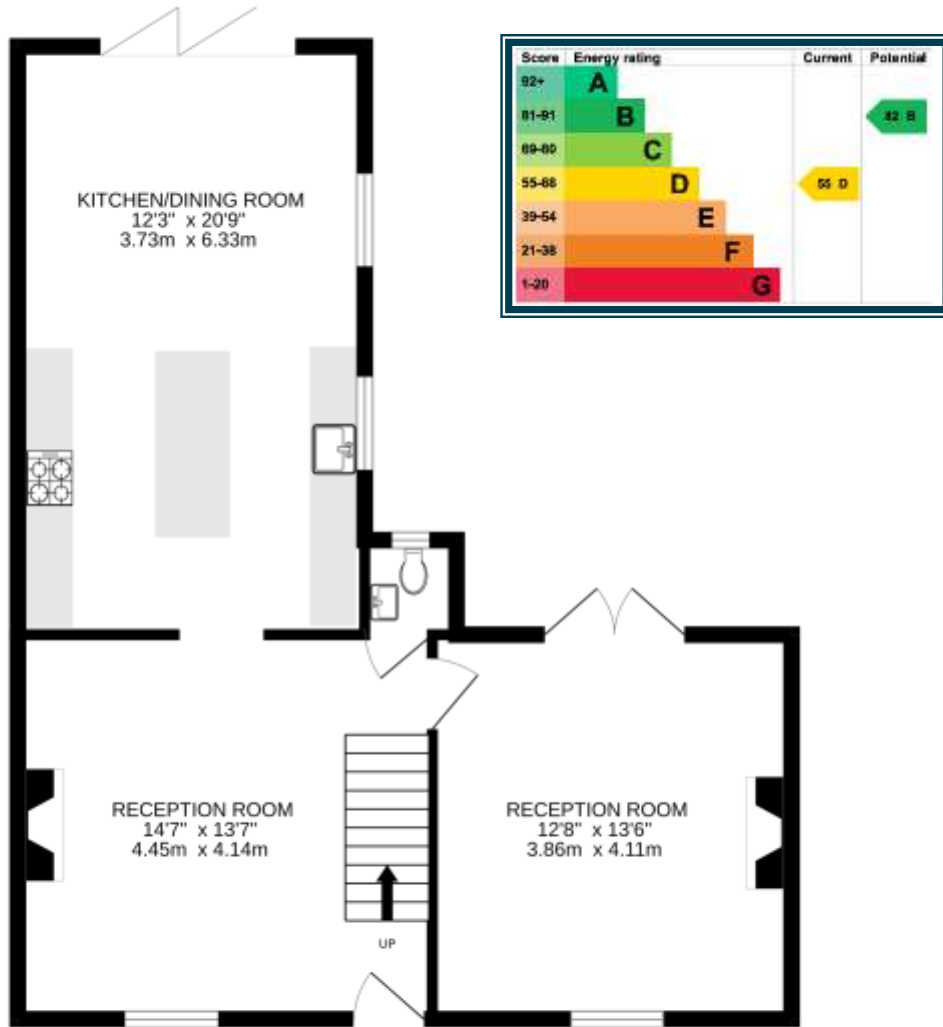 Score Energy rating Current Potential
92+ A
81-91 B 82 B
69-80 C
55-68 D 55 D
39-54 E
21-38 F
1-20 G
KITCHEN/DINING ROOM
12'3" x 20'9"
3.73m x 6.33m
RECEPTION ROOM
14'7" x 13'7"
4.45m x 4.14m
UP
RECEPTION ROOM
12'8" x 13'6"
3.86m x 4.11m